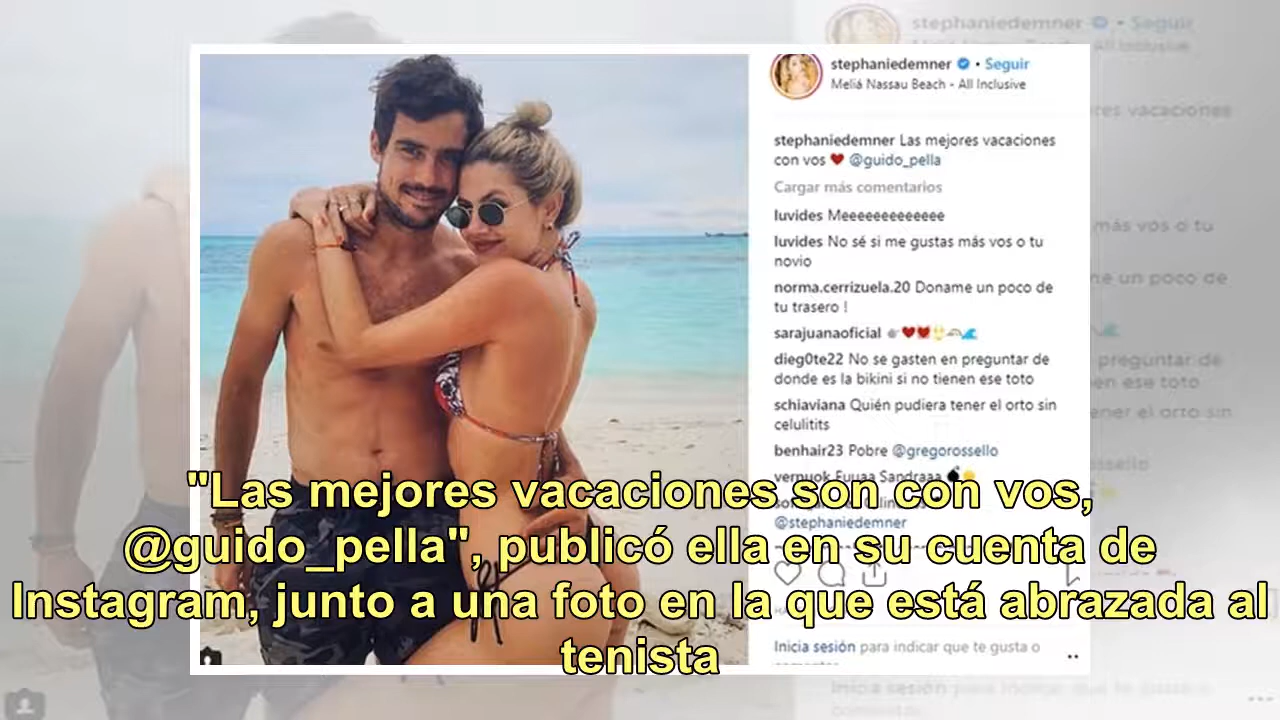 stephaniedemner • Seguir
Meliá Nassau Beach - All Inclusive
stephaniedemner Las mejores vacaciones
con vos ❤ @guido_pella
Cargar más comentarios
luvides Meeeeeeeeeeeee
luvides No sé si me gustas más vos o tu
novio
norma.cerrizuela.20 Doname un poco de
tu trasero !
sarajuanaoficial
dieg0te22 No se gasten en preguntar de
donde es la bikini si no tienen ese toto
schiaviana Quién pudiera tener el orto sin
celulitits
benhair23 Pobre @gregorossello
vernuok Fuuaa Sandraaa
@stephaniedemner
Inicia sesión para indicar que te gusta o
"Las mejores vacaciones son con vos,
@guido_pella", publicó ella en su cuenta de
Instagram, junto a una foto en la que está abrazada al
tenista